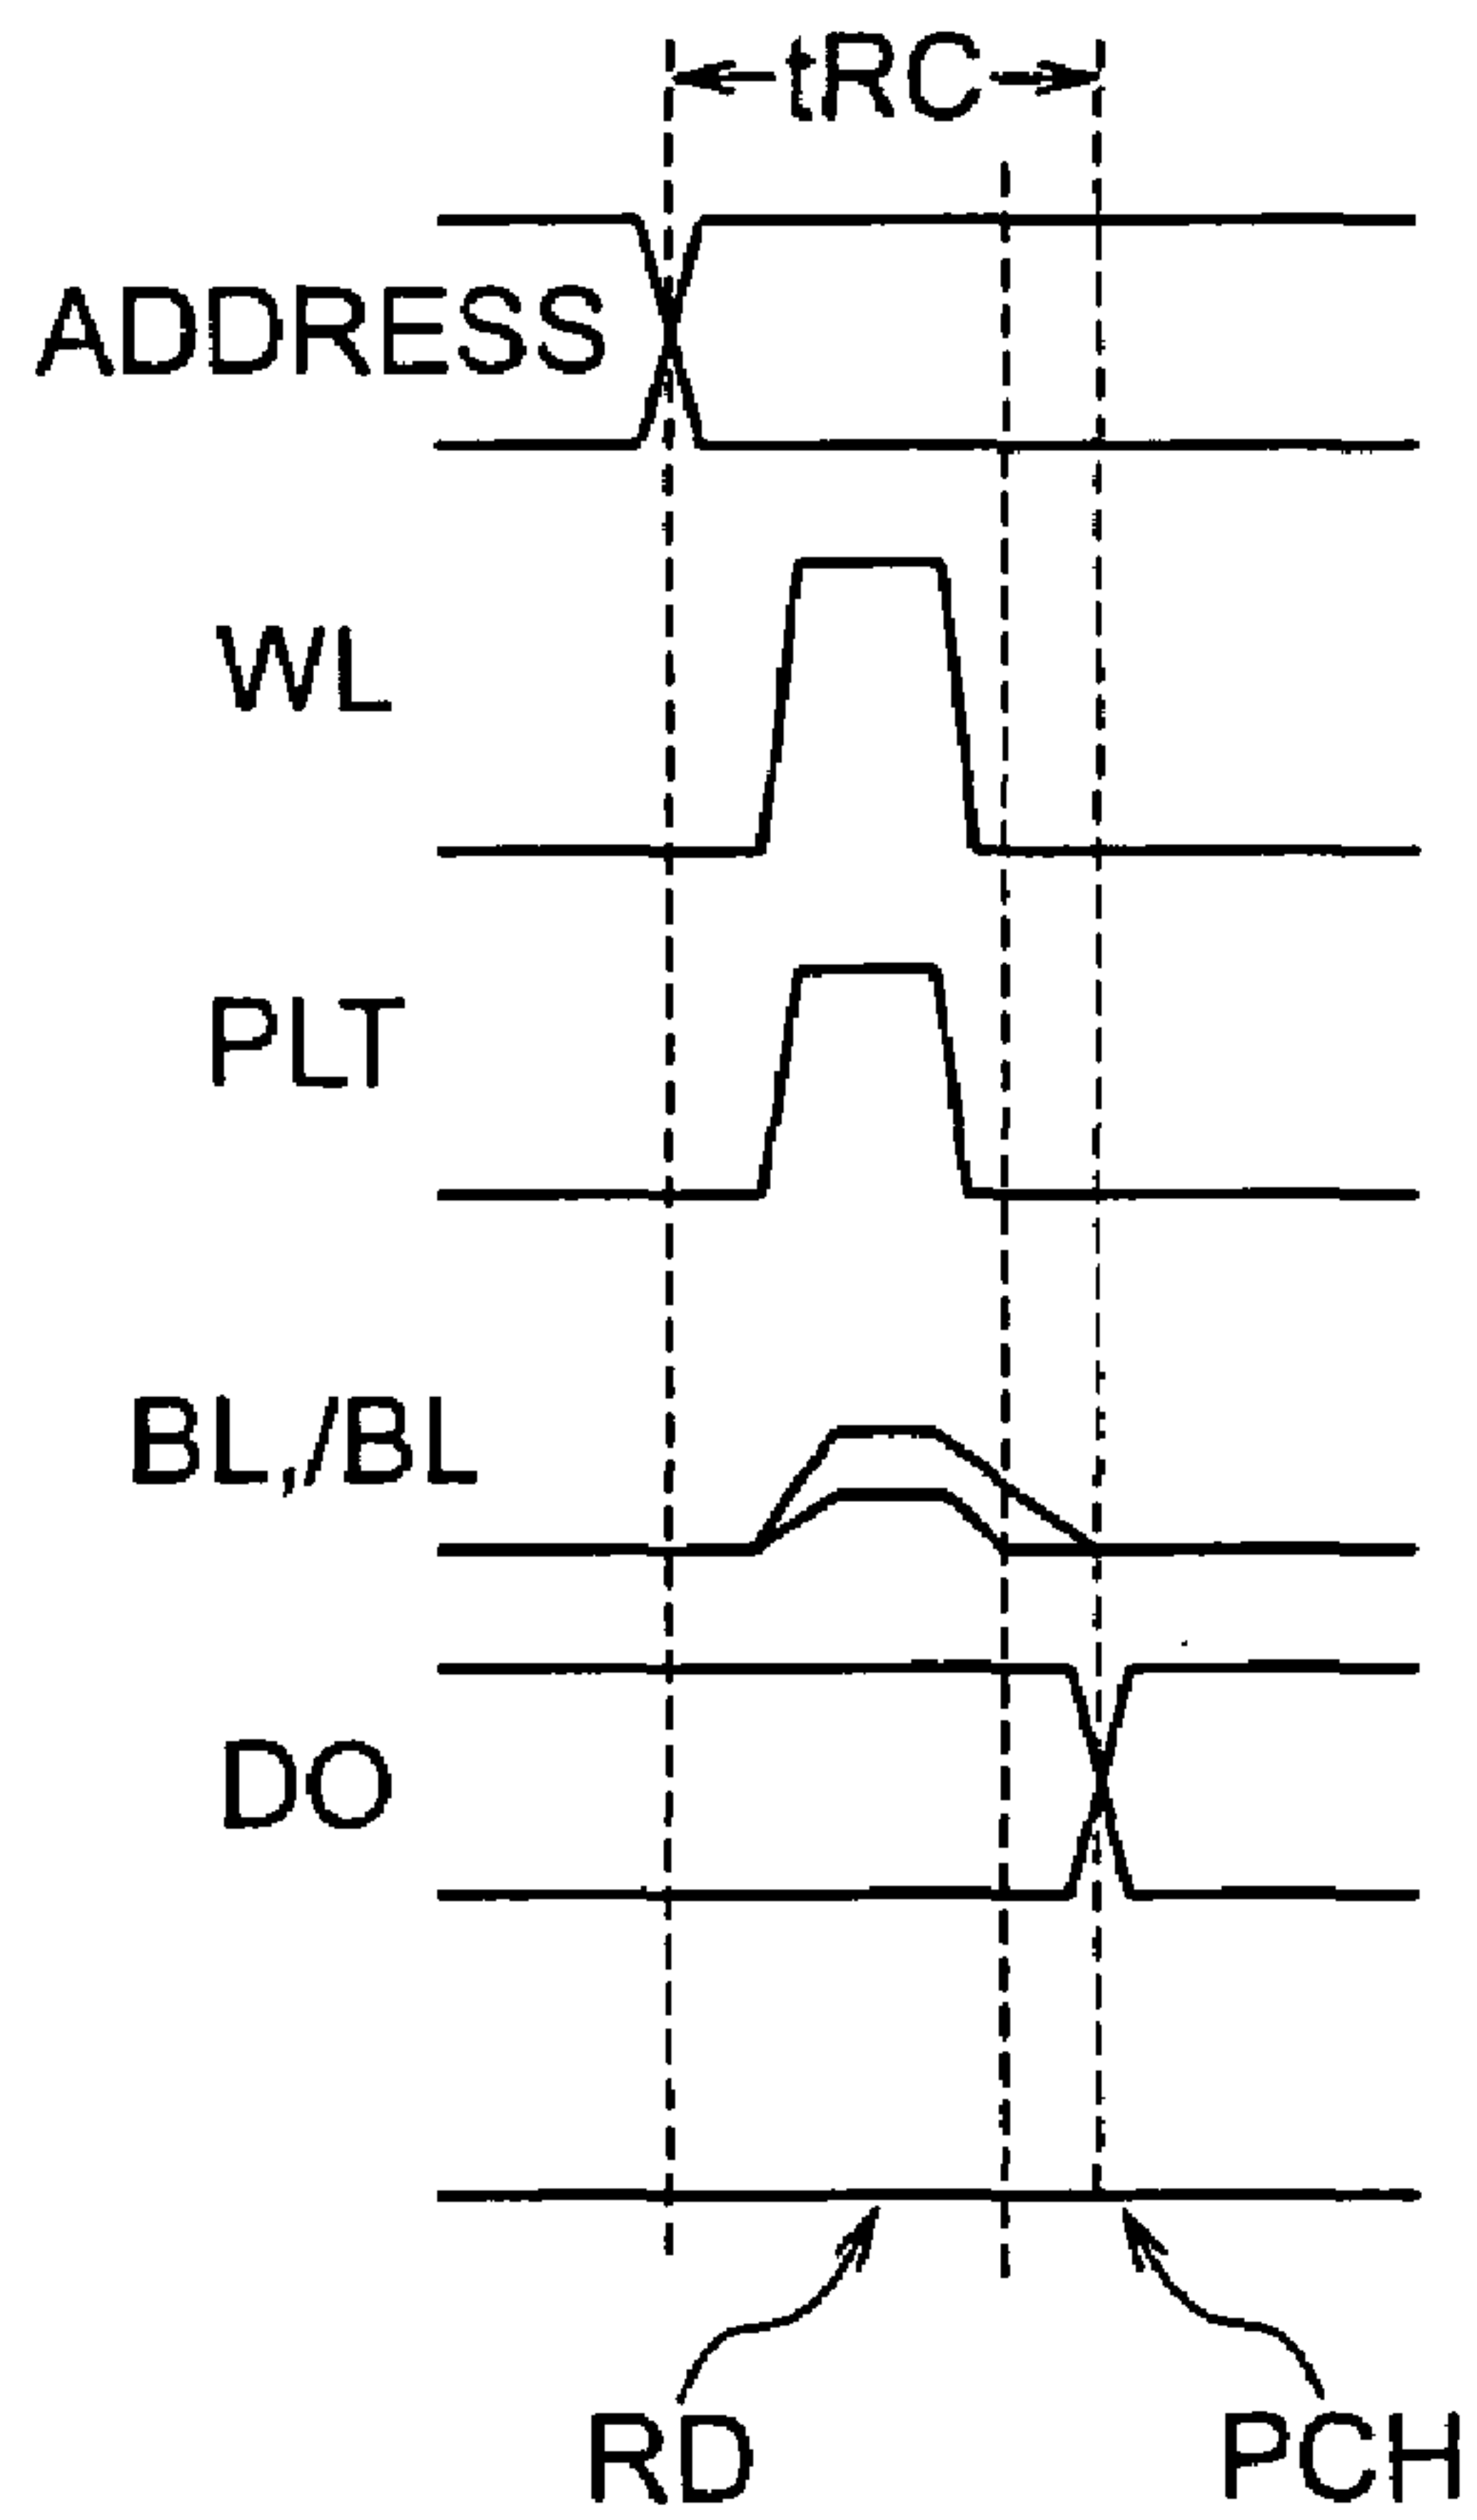 tRC
ADDRESS
WL
PLT
BL,/BL
DO
RD PCH